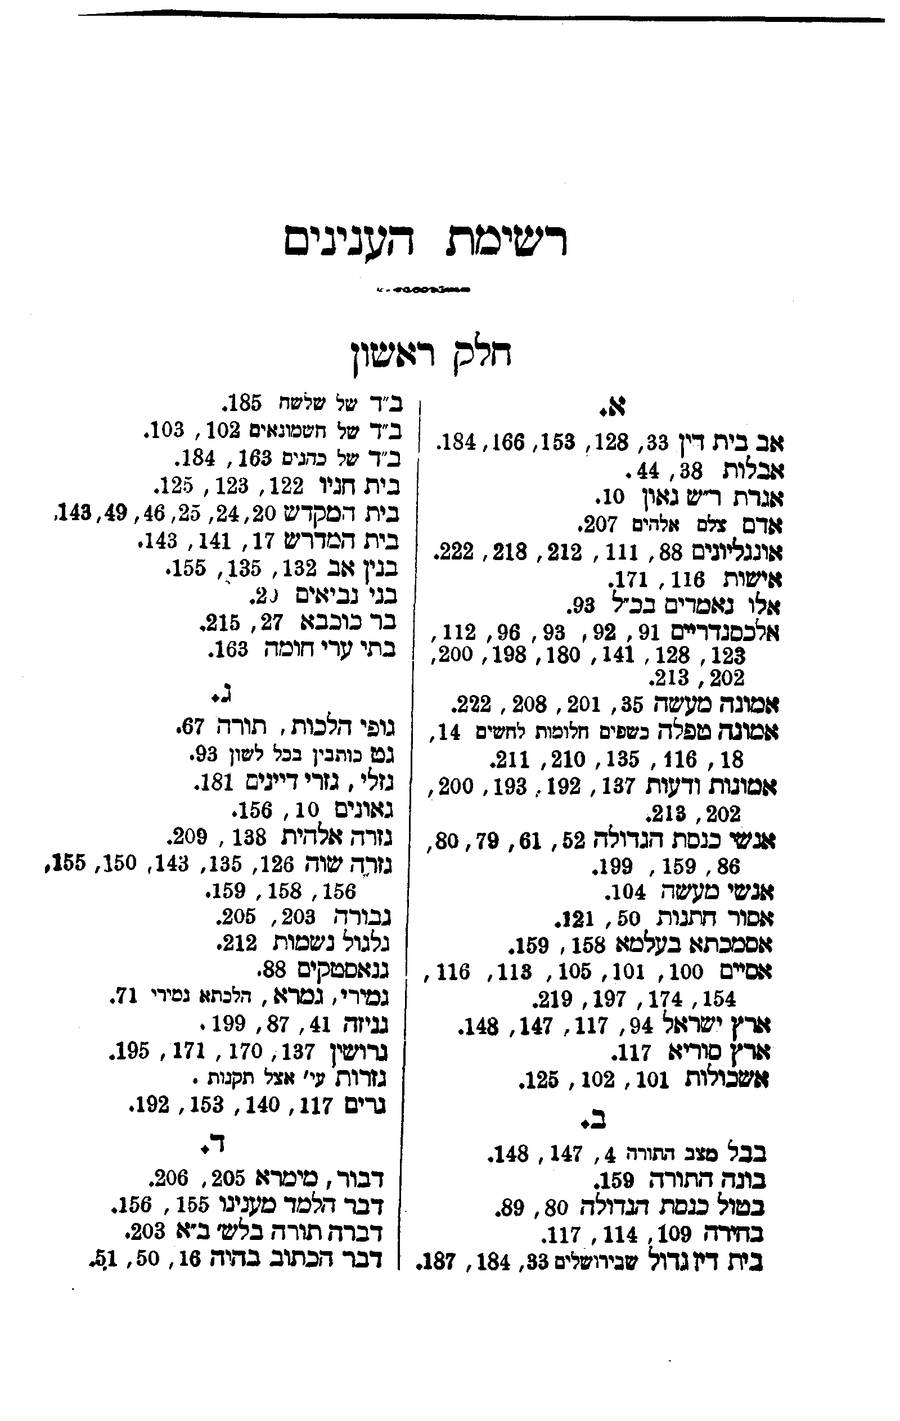 רשימת הענינים
חלק ראשון
א.
אב בית דין 33, 128, 153, 166, 184.
אבלות 38, 44.
אגרת ר״ש גאון 10.
אדם צלם אלהים 207.
אונגליונים 88, 111, 212, 218, 222.
אישות 116, 171.
אלו נאמרים בכ״ל 93.
אלכסנדריים 91, 92, 93, 96, 112,
123, 128, 141, 180, 198, 200,
202, 213.
אמונה מעשה 35, 201, 208, 222.
אמונה טפלה כשפים חלומות לחשים 14,
18, 116, 135, 210, 211.
אמונות ודעות 137, 192, 193, 200,
202, 213.
אנשי כנסת הגדולה 52, 61, 79, 80,
86, 159, 199.
אנשי מעשה 104.
אסור חתנות 50, 121.
אסמכתא בעלמא 158, 159.
אסיים 100, 101, 105, 113, 116,
154, 174, 197, 219.
ארץ ישראל 94, 117, 147, 148.
ארץ סוריא 117.
אשכולות 101, 102, 125.
ב.
בבל מצב התורה 4, 147, 148.
בונה התורה 159.
בטול כנסת הגדולה 80, 89.
בחירה 109, 114, 117.
בית דין גדול שבירושלים 33, 184, 187.
ב״ד של שלשה 185.
ב״ד של חשמונאים 102, 103.
ב״ד של כהנים 163, 184.
בית חניו 122, 123, 125.
בית המקדש 20, 24, 25, 46, 49, 143.
בית המדרש 17, 141, 143.
בנין אב 132, 135, 155.
בני נביאים
בר כוכבא 27, 215.
בתי ערי חומה 163.
ג.
גופי הלכות, תורה 67.
גט כותבין בכל לשון 93.
גזלי, גזרי דיינים 181.
גאונים 10, 156.
גזרה אלהית 138, 209.
גזרה שוה 126, 135, 143, 150, 155,
156, 158, 159.
גבורה 203, 205.
גלגול נשמות 212.
גנאסטקים 88.
גמירי, גמרא, הלכתא גמירי 71.
גניזה 41, 87, 199.
גרושין 137, 170, 171, 195.
גזרות עי׳ אצל תקנות.
גרים 117, 140, 153, 192.
ד.
דבור, מימרא 205, 206.
דבר הלמד מענינו 155, 156.
דברה תורה בלש׳ ב״א 203.
דבר הכתוב בהיה 16, 50, 51.